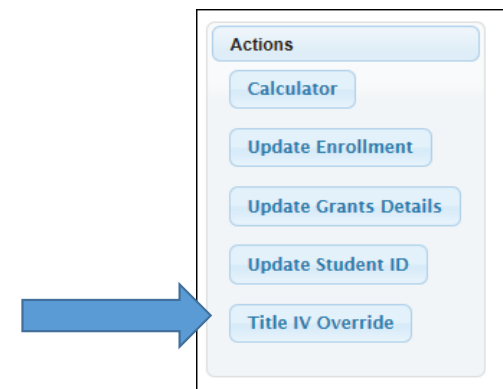 Actions
Calculator
Update Enrollment
Update Grants Details
Update Student ID
Title IV Override